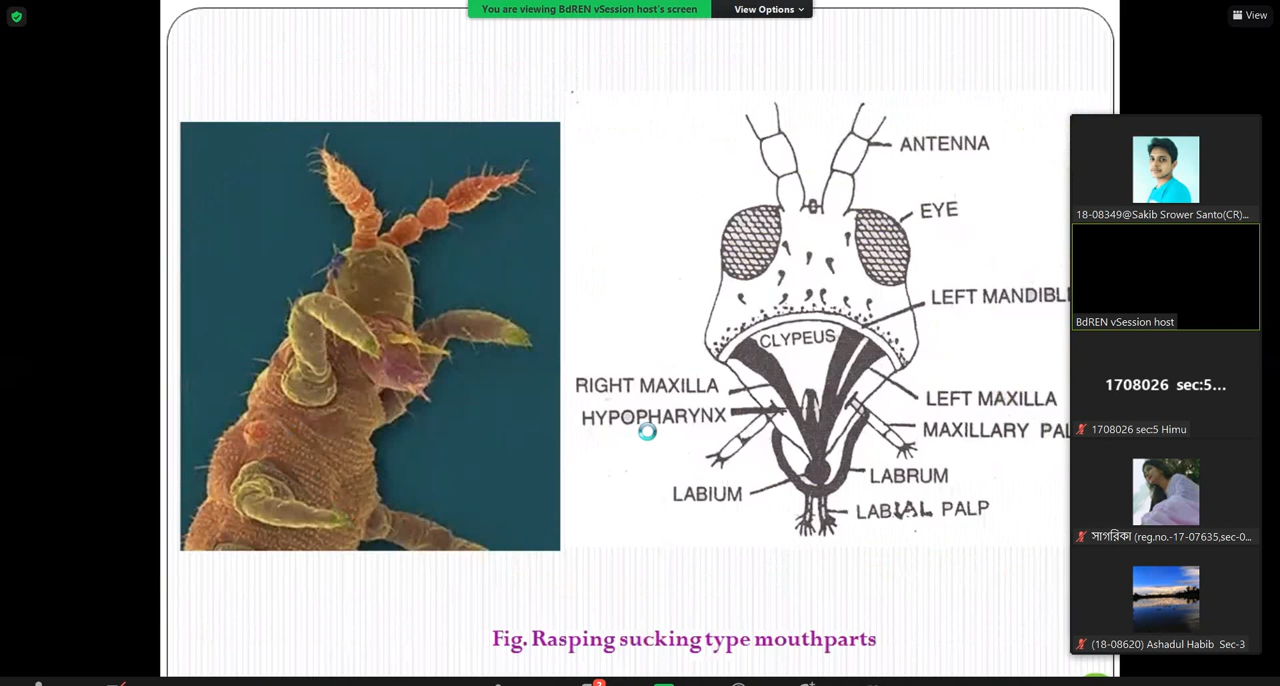 You are viewing BdREN vSession host's screen
View Options
View
ANTENNA
EYE
LEFT MANDIBL
CLYPEUS
RIGHT MAXILLA
HYPOPHARYNX
LEFT MAXILLA
MAXILLARY PAL
LABRUM
LABIUM
LABIAL PALP
Fig. Rasping sucking type mouthparts
18-08349@Sakib Srower Santo(CR)...
BdREN vSession host
1708026 sec:5...
1708026 sec:5 Himu
সাগরিকা (reg.no.-17-07635,sec-0...
(18-08620) Ashadul Habib Sec-3